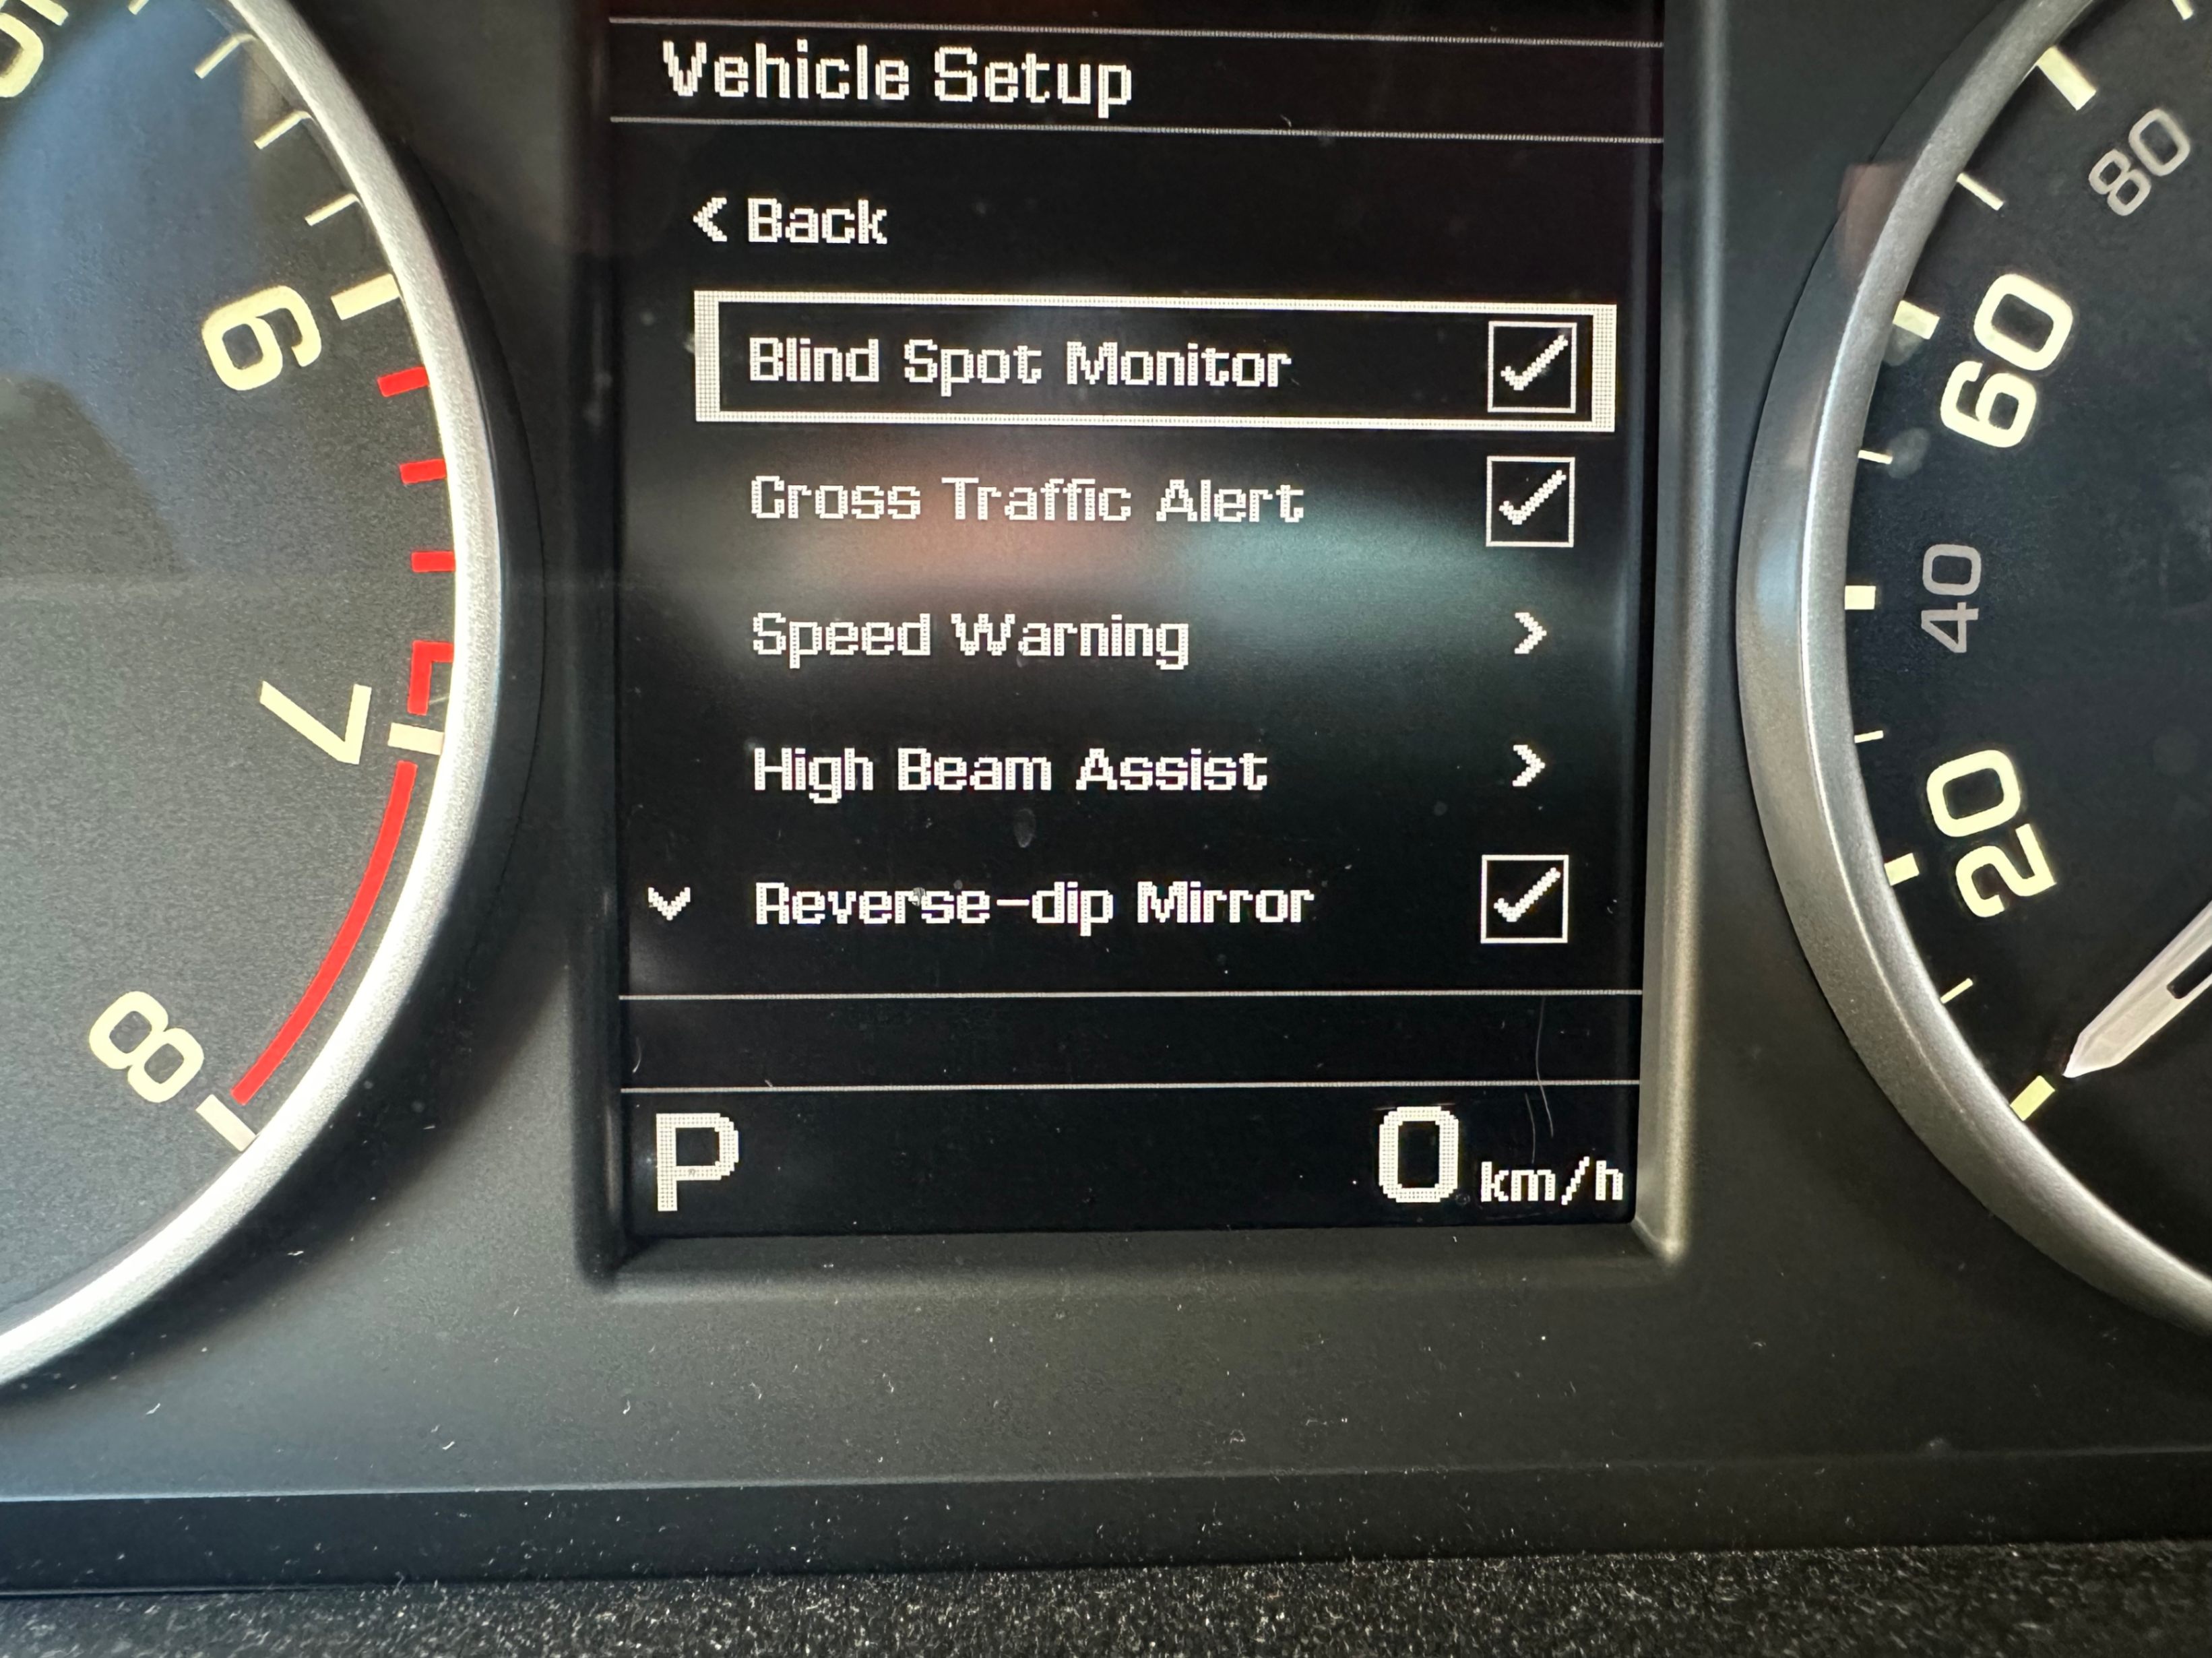 Vehicle Setup
< Back
Blind Spot Monitor
Cross Traffic Alert
Speed Warning >
High Beam Assist >
Reverse-dip Mirror
P 0 km/h
6
7
8
80
60
40
20